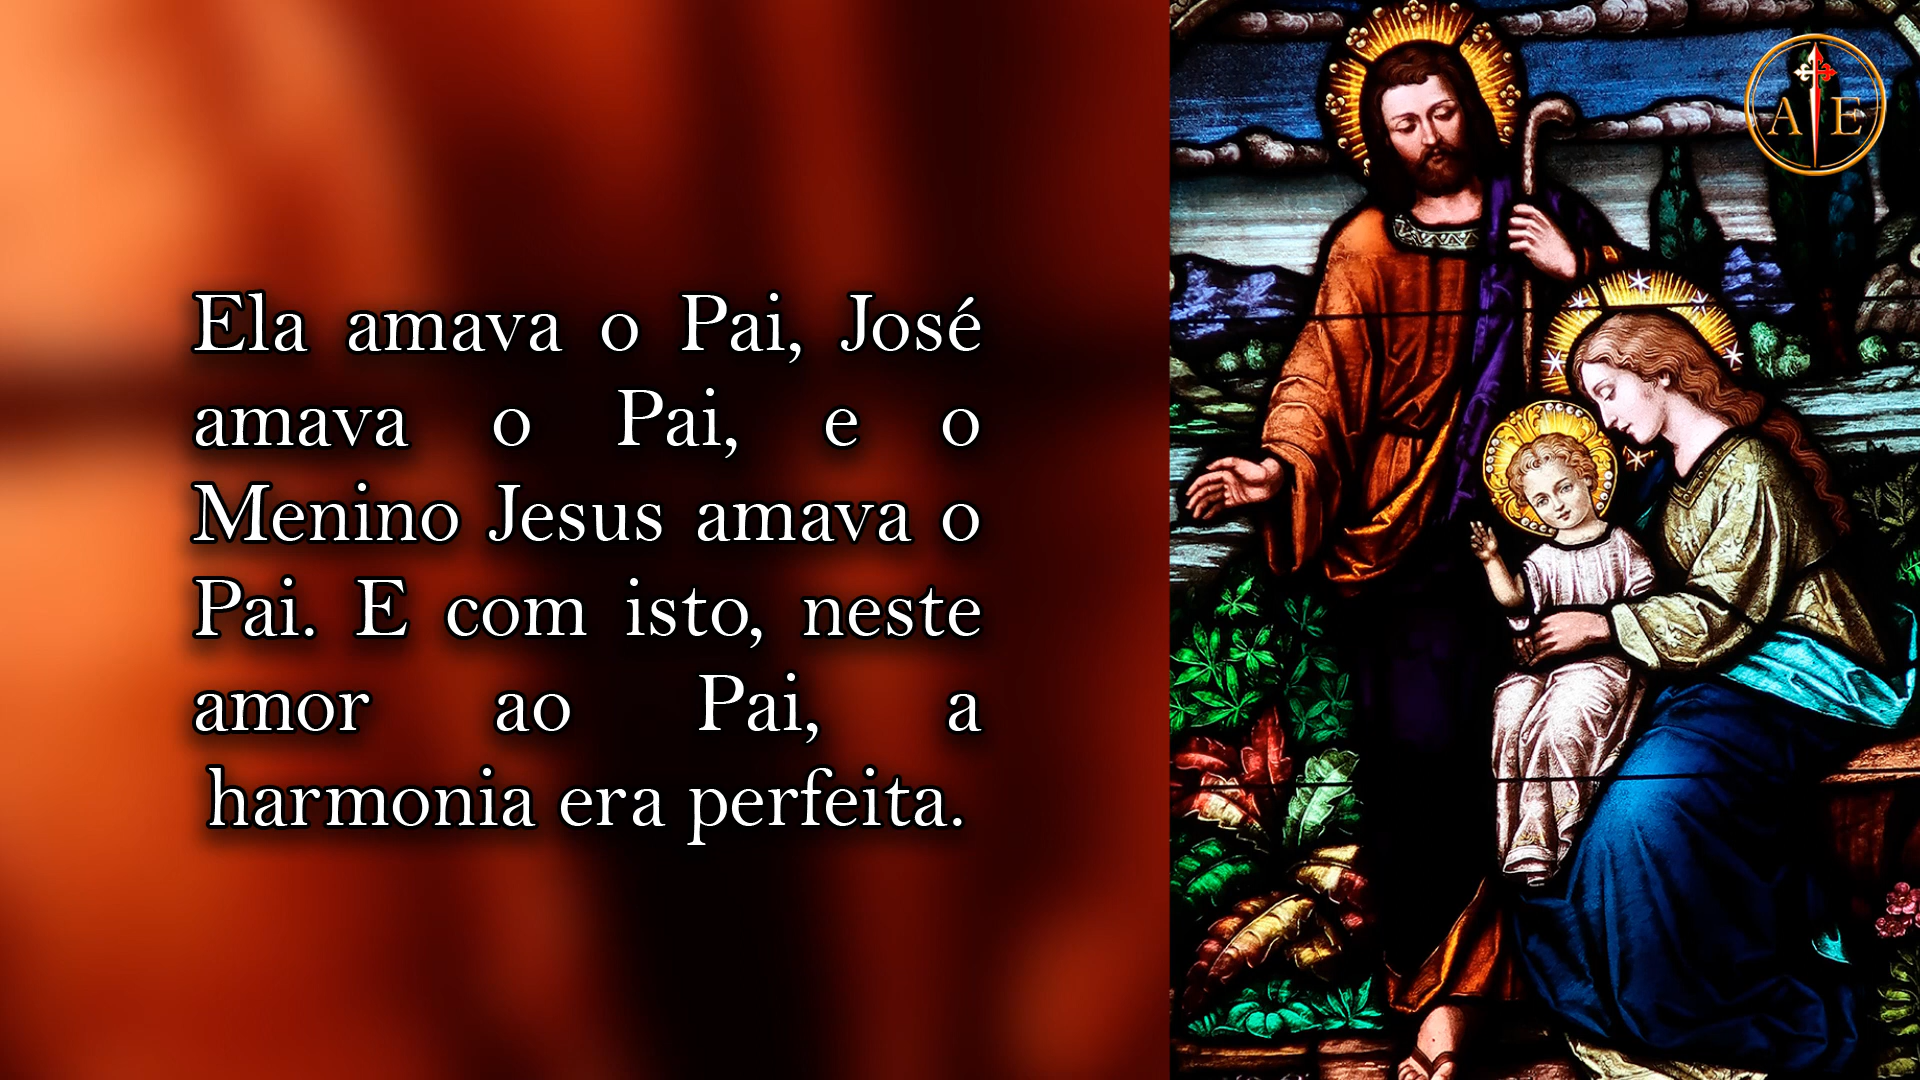 Ela amava o Pai, José
amava o Pai, e o
Menino Jesus amava o
Pai. E com isto, neste
amor ao Pai, a
harmonia era perfeita.
A E